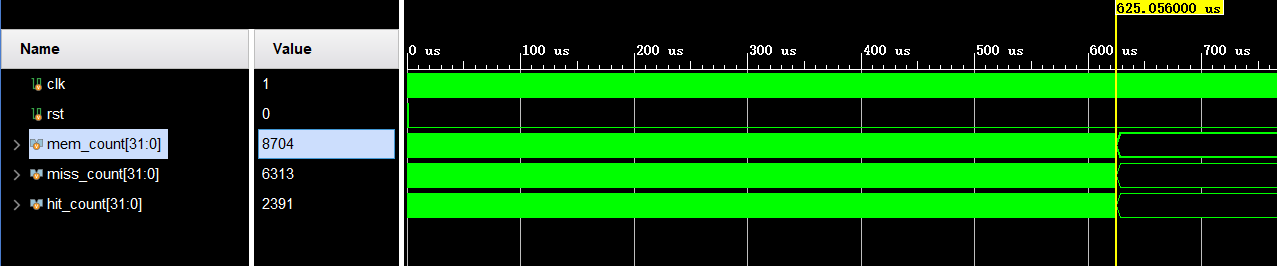 625.056000 us
Name Value
0 us 100 us 200 us 300 us 400 us 500 us 600 us 700 us
clk 1
rst 0
mem_count[31:0] 8704
miss_count[31:0] 6313
hit_count[31:0] 2391